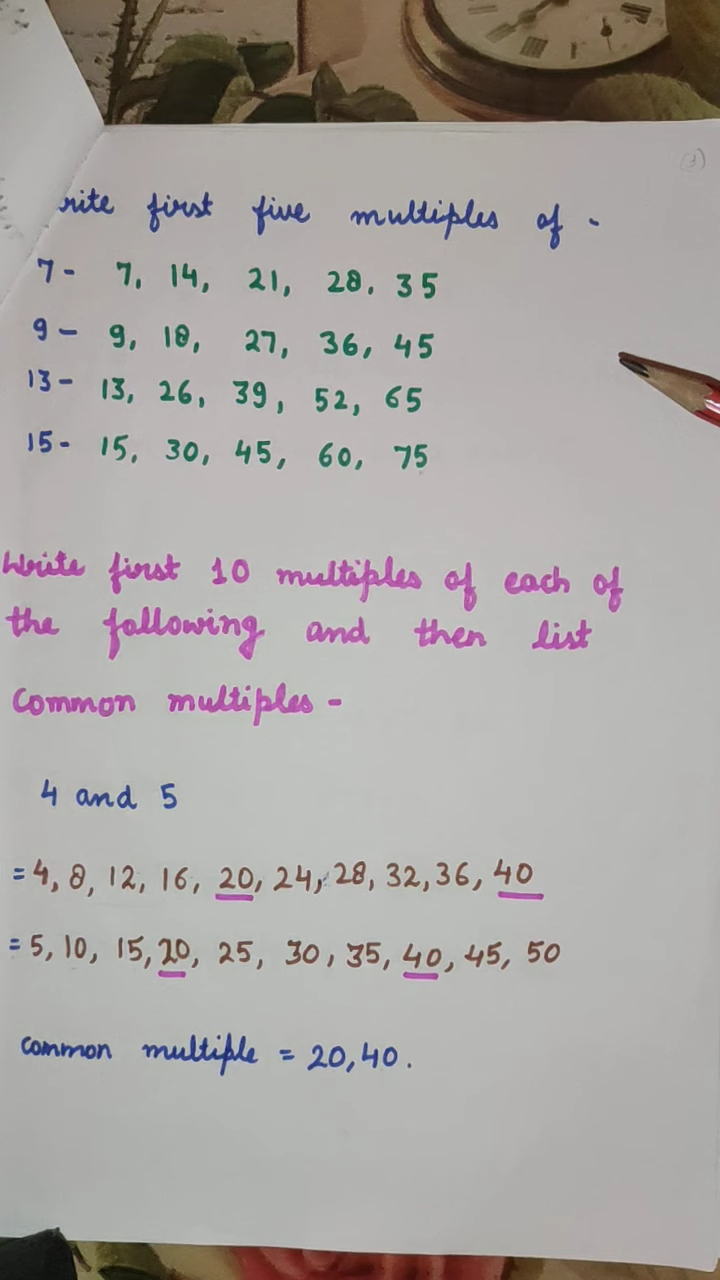 rite first five multiples of -
7 - 7, 14, 21, 28. 35
9 - 9, 18, 27, 36, 45
13 - 13, 26, 39, 52, 65
15 - 15, 30, 45, 60, 75
Write first 10 multiples of each of
the following and then list
Common multiples -
4 and 5
= 4, 8, 12, 16, 20, 24, 28, 32, 36, 40
= 5, 10, 15, 20, 25, 30, 35, 40, 45, 50
common multiple = 20, 40.